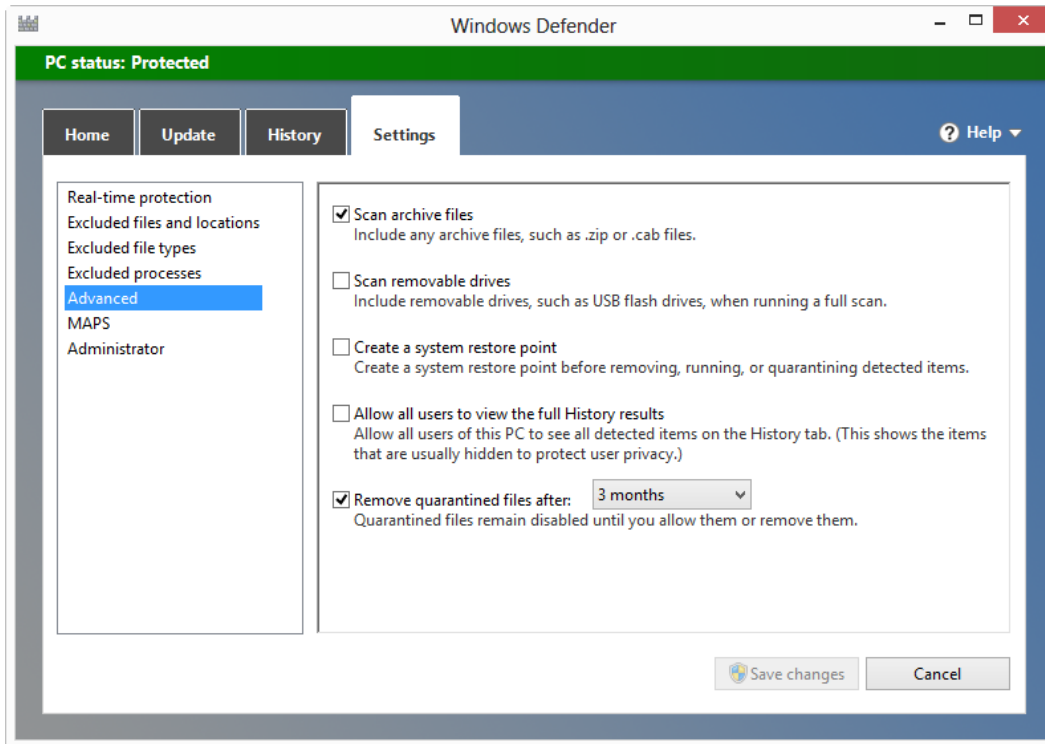 Windows Defender
PC status: Protected
Home
Update
History
Settings
Help
Real-time protection
Excluded files and locations
Excluded file types
Excluded processes
Advanced
MAPS
Administrator
Scan archive files
Include any archive files, such as .zip or .cab files.
Scan removable drives
Include removable drives, such as USB flash drives, when running a full scan.
Create a system restore point
Create a system restore point before removing, running, or quarantining detected items.
Allow all users to view the full History results
Allow all users of this PC to see all detected items on the History tab. (This shows the items
that are usually hidden to protect user privacy.)
Remove quarantined files after: 3 months
Quarantined files remain disabled until you allow them or remove them.
Save changes
Cancel